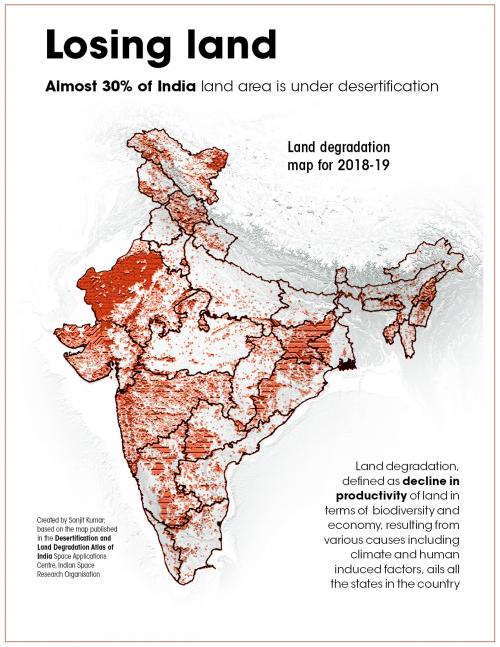 Losing land
Almost 30% of India land area is under desertification
Land degradation
map for 2018-19
Land degradation,
defined as decline in
productivity of land in
terms of biodiversity and
economy, resulting from
various causes including
climate and human
induced factors, ails all
the states in the country
Created by Sanjit Kumar;
based on the map published
in the Desertification and
Land Degradation Atlas of
India Space Applications
Centre, Indian Space
Research Organisation